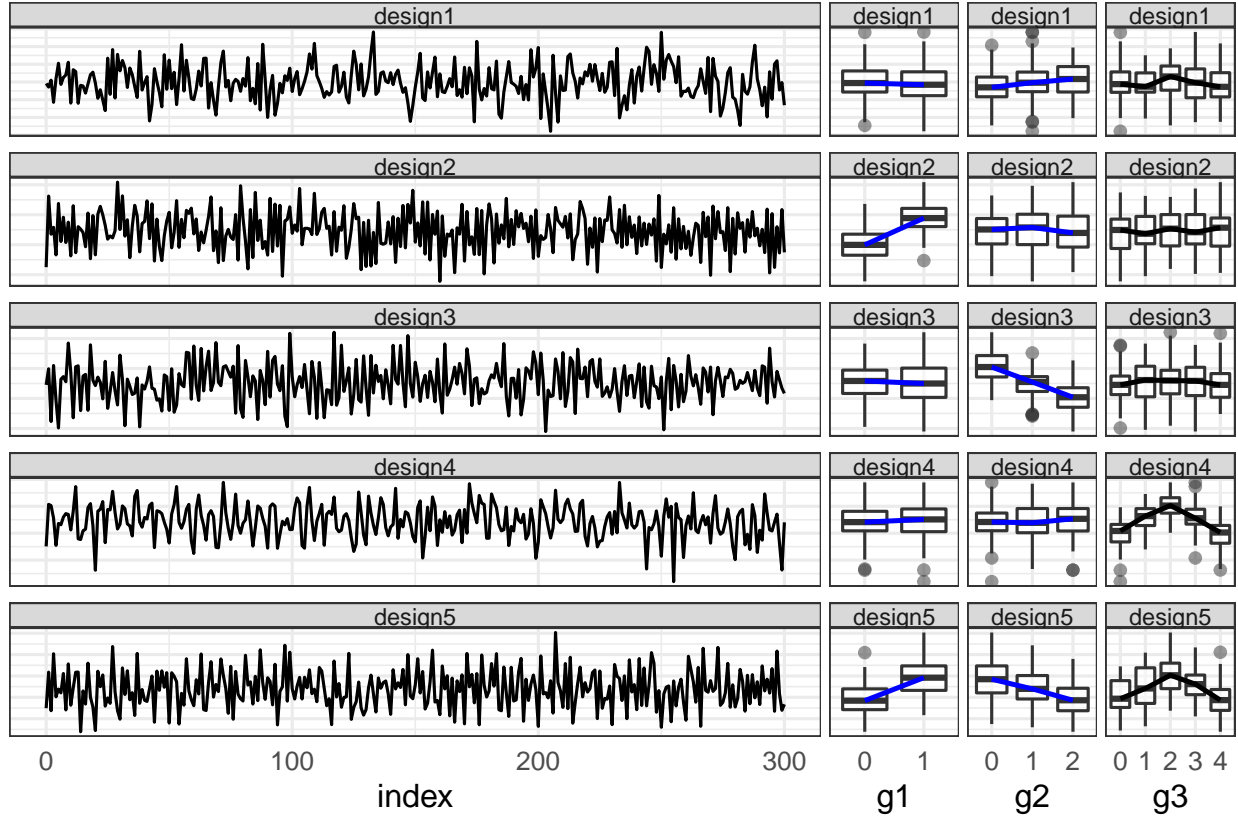 design1 design1 design1 design1
design2 design2 design2 design2
design3 design3 design3 design3
design4 design4 design4 design4
design5 design5 design5 design5
0 100 200 300 0 1 0 1 2 0 1 2 3 4
index g1 g2 g3